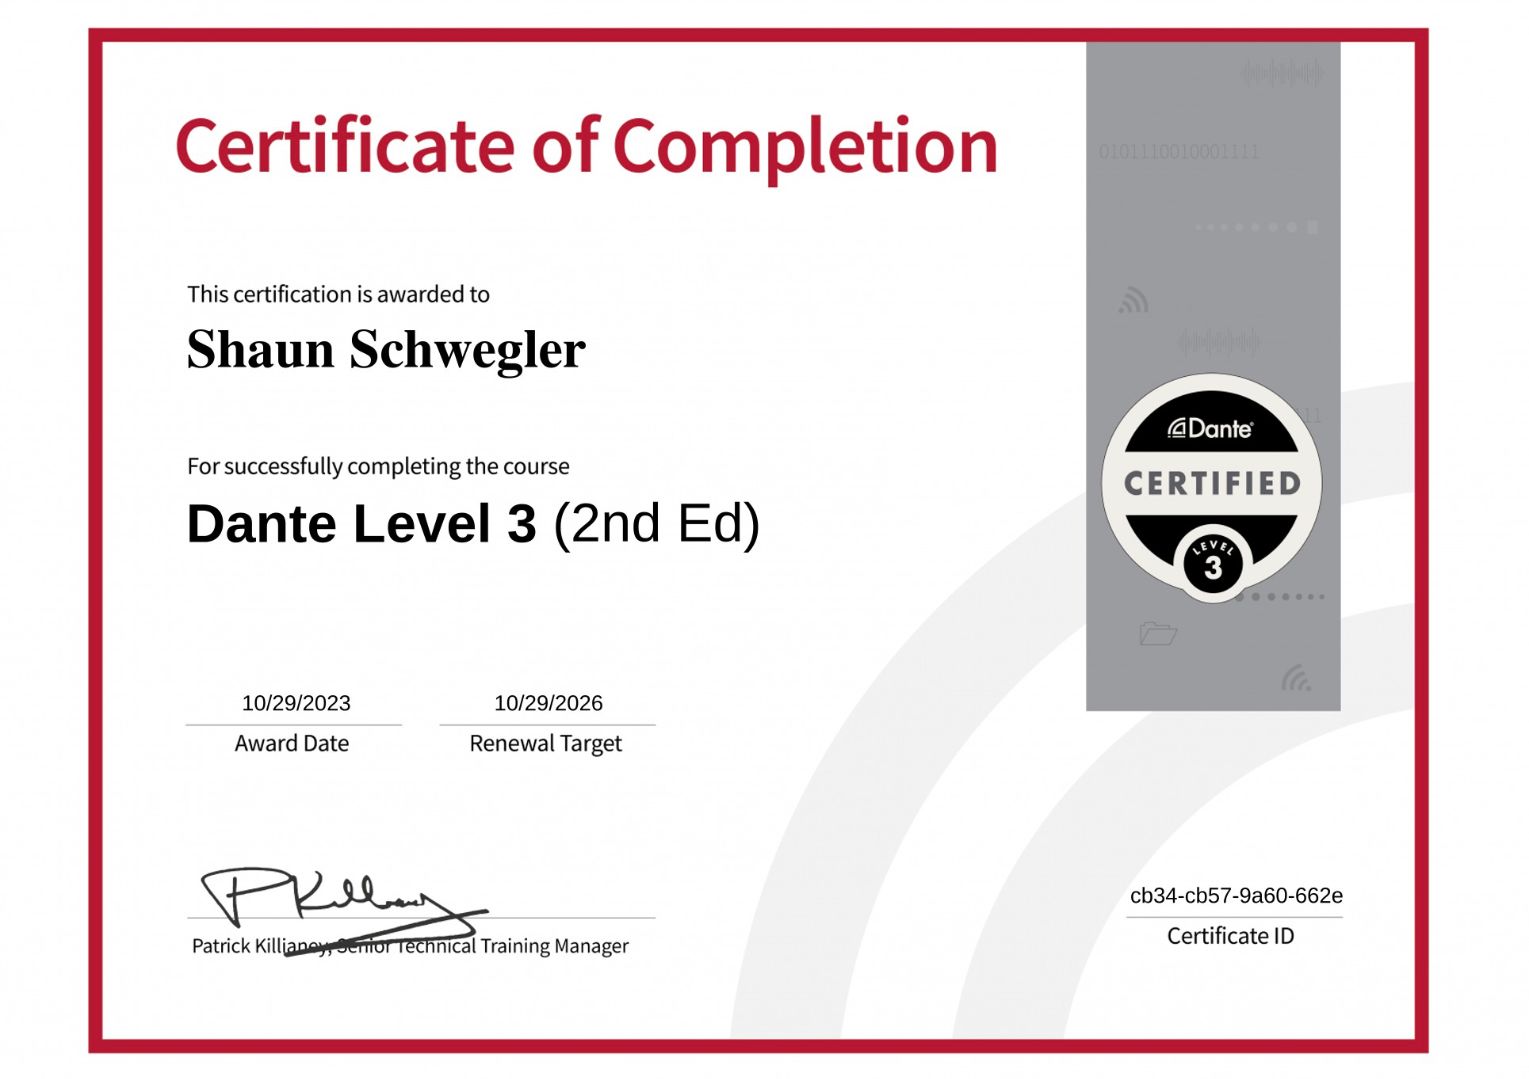 Certificate of Completion
0101110010001111
This certification is awarded to
Shaun Schwegler
For successfully completing the course
Dante Level 3 (2nd Ed)
Dante
CERTIFIED
LEVEL
3
10/29/2023
Award Date
10/29/2026
Renewal Target
P Killianey
Patrick Killianey, Senior Technical Training Manager
cb34-cb57-9a60-662e
Certificate ID